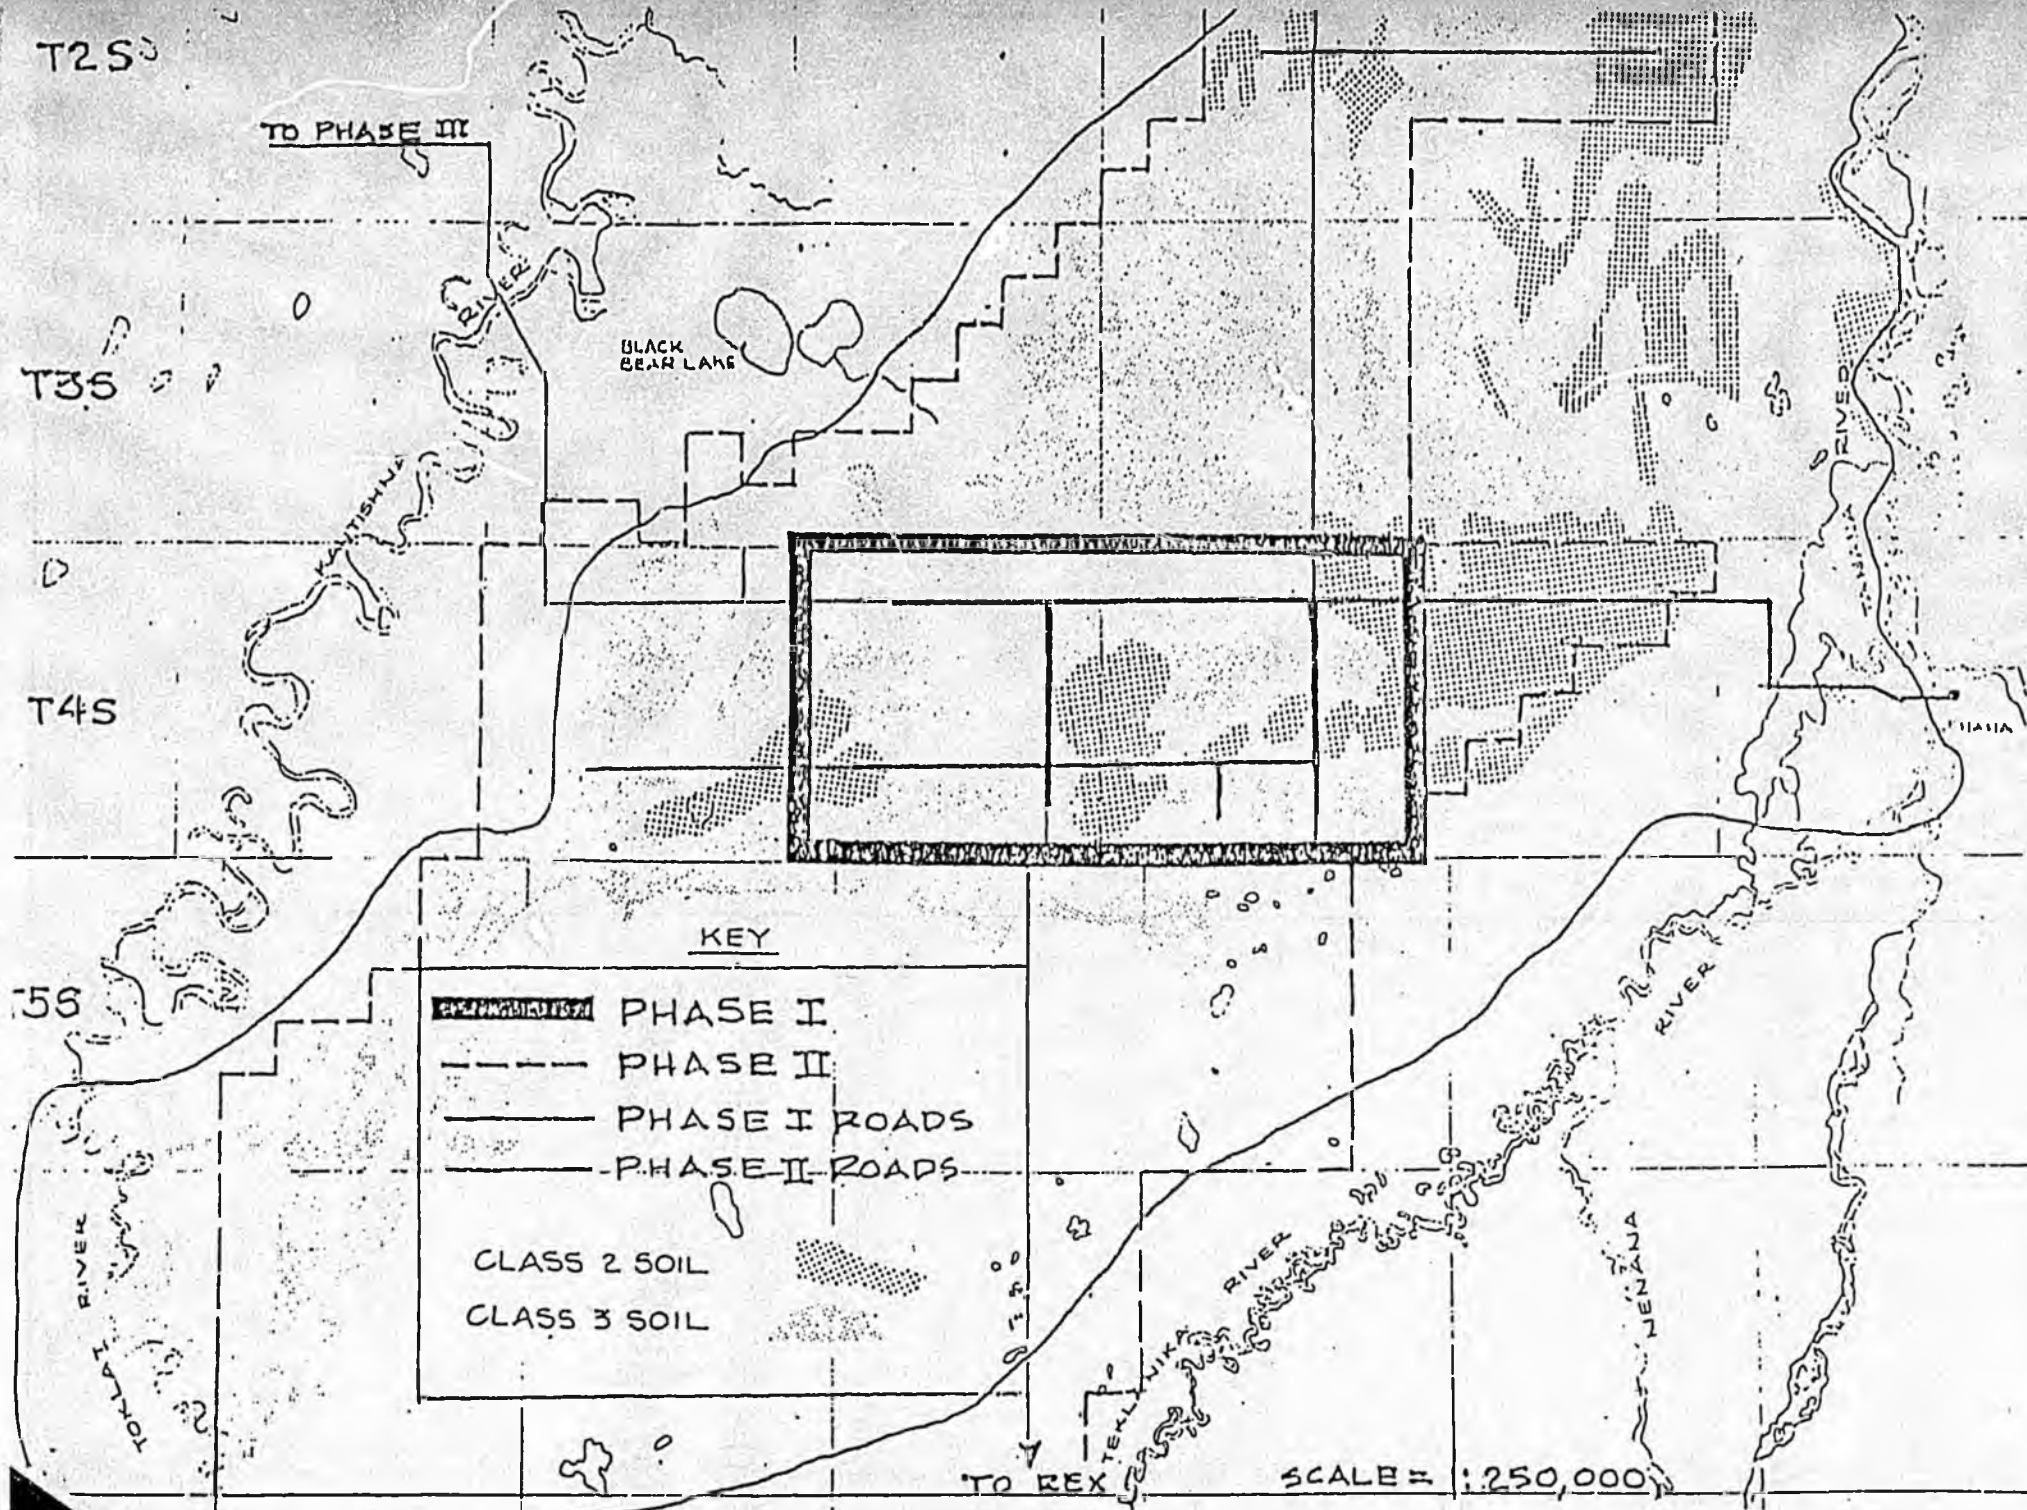 T2S
TO PHASE III
RIVER
BLACK
BEAR LAKE
T3S
RIVER
KANTISHNA
T4S
KEY
5S
PHASE I
RIVER
PHASE II
PHASE I ROADS
PHASE II ROADS
RIVER
TOKLAT
NENANA
RIVER
CLASS 2 SOIL
CLASS 3 SOIL
TEKLANIKA
TO REX
SCALE = 1:250,000